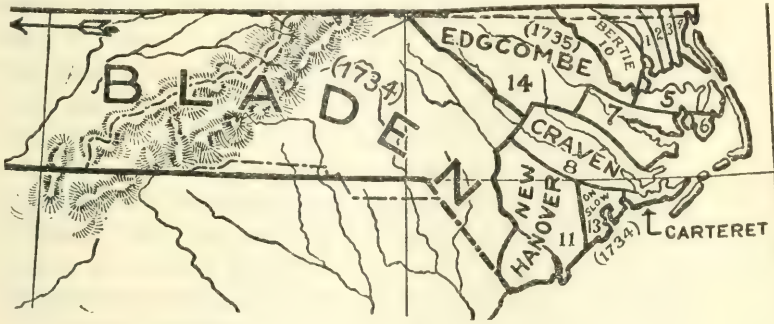 BLADEN
(1734)
EDGCOMBE
(1735)
14
BERTIE
10
1 2 3 4
5
6
7
CRAVEN
8
NEW
HANOVER
11
ON
SLOW
13
(1734)
CARTERET